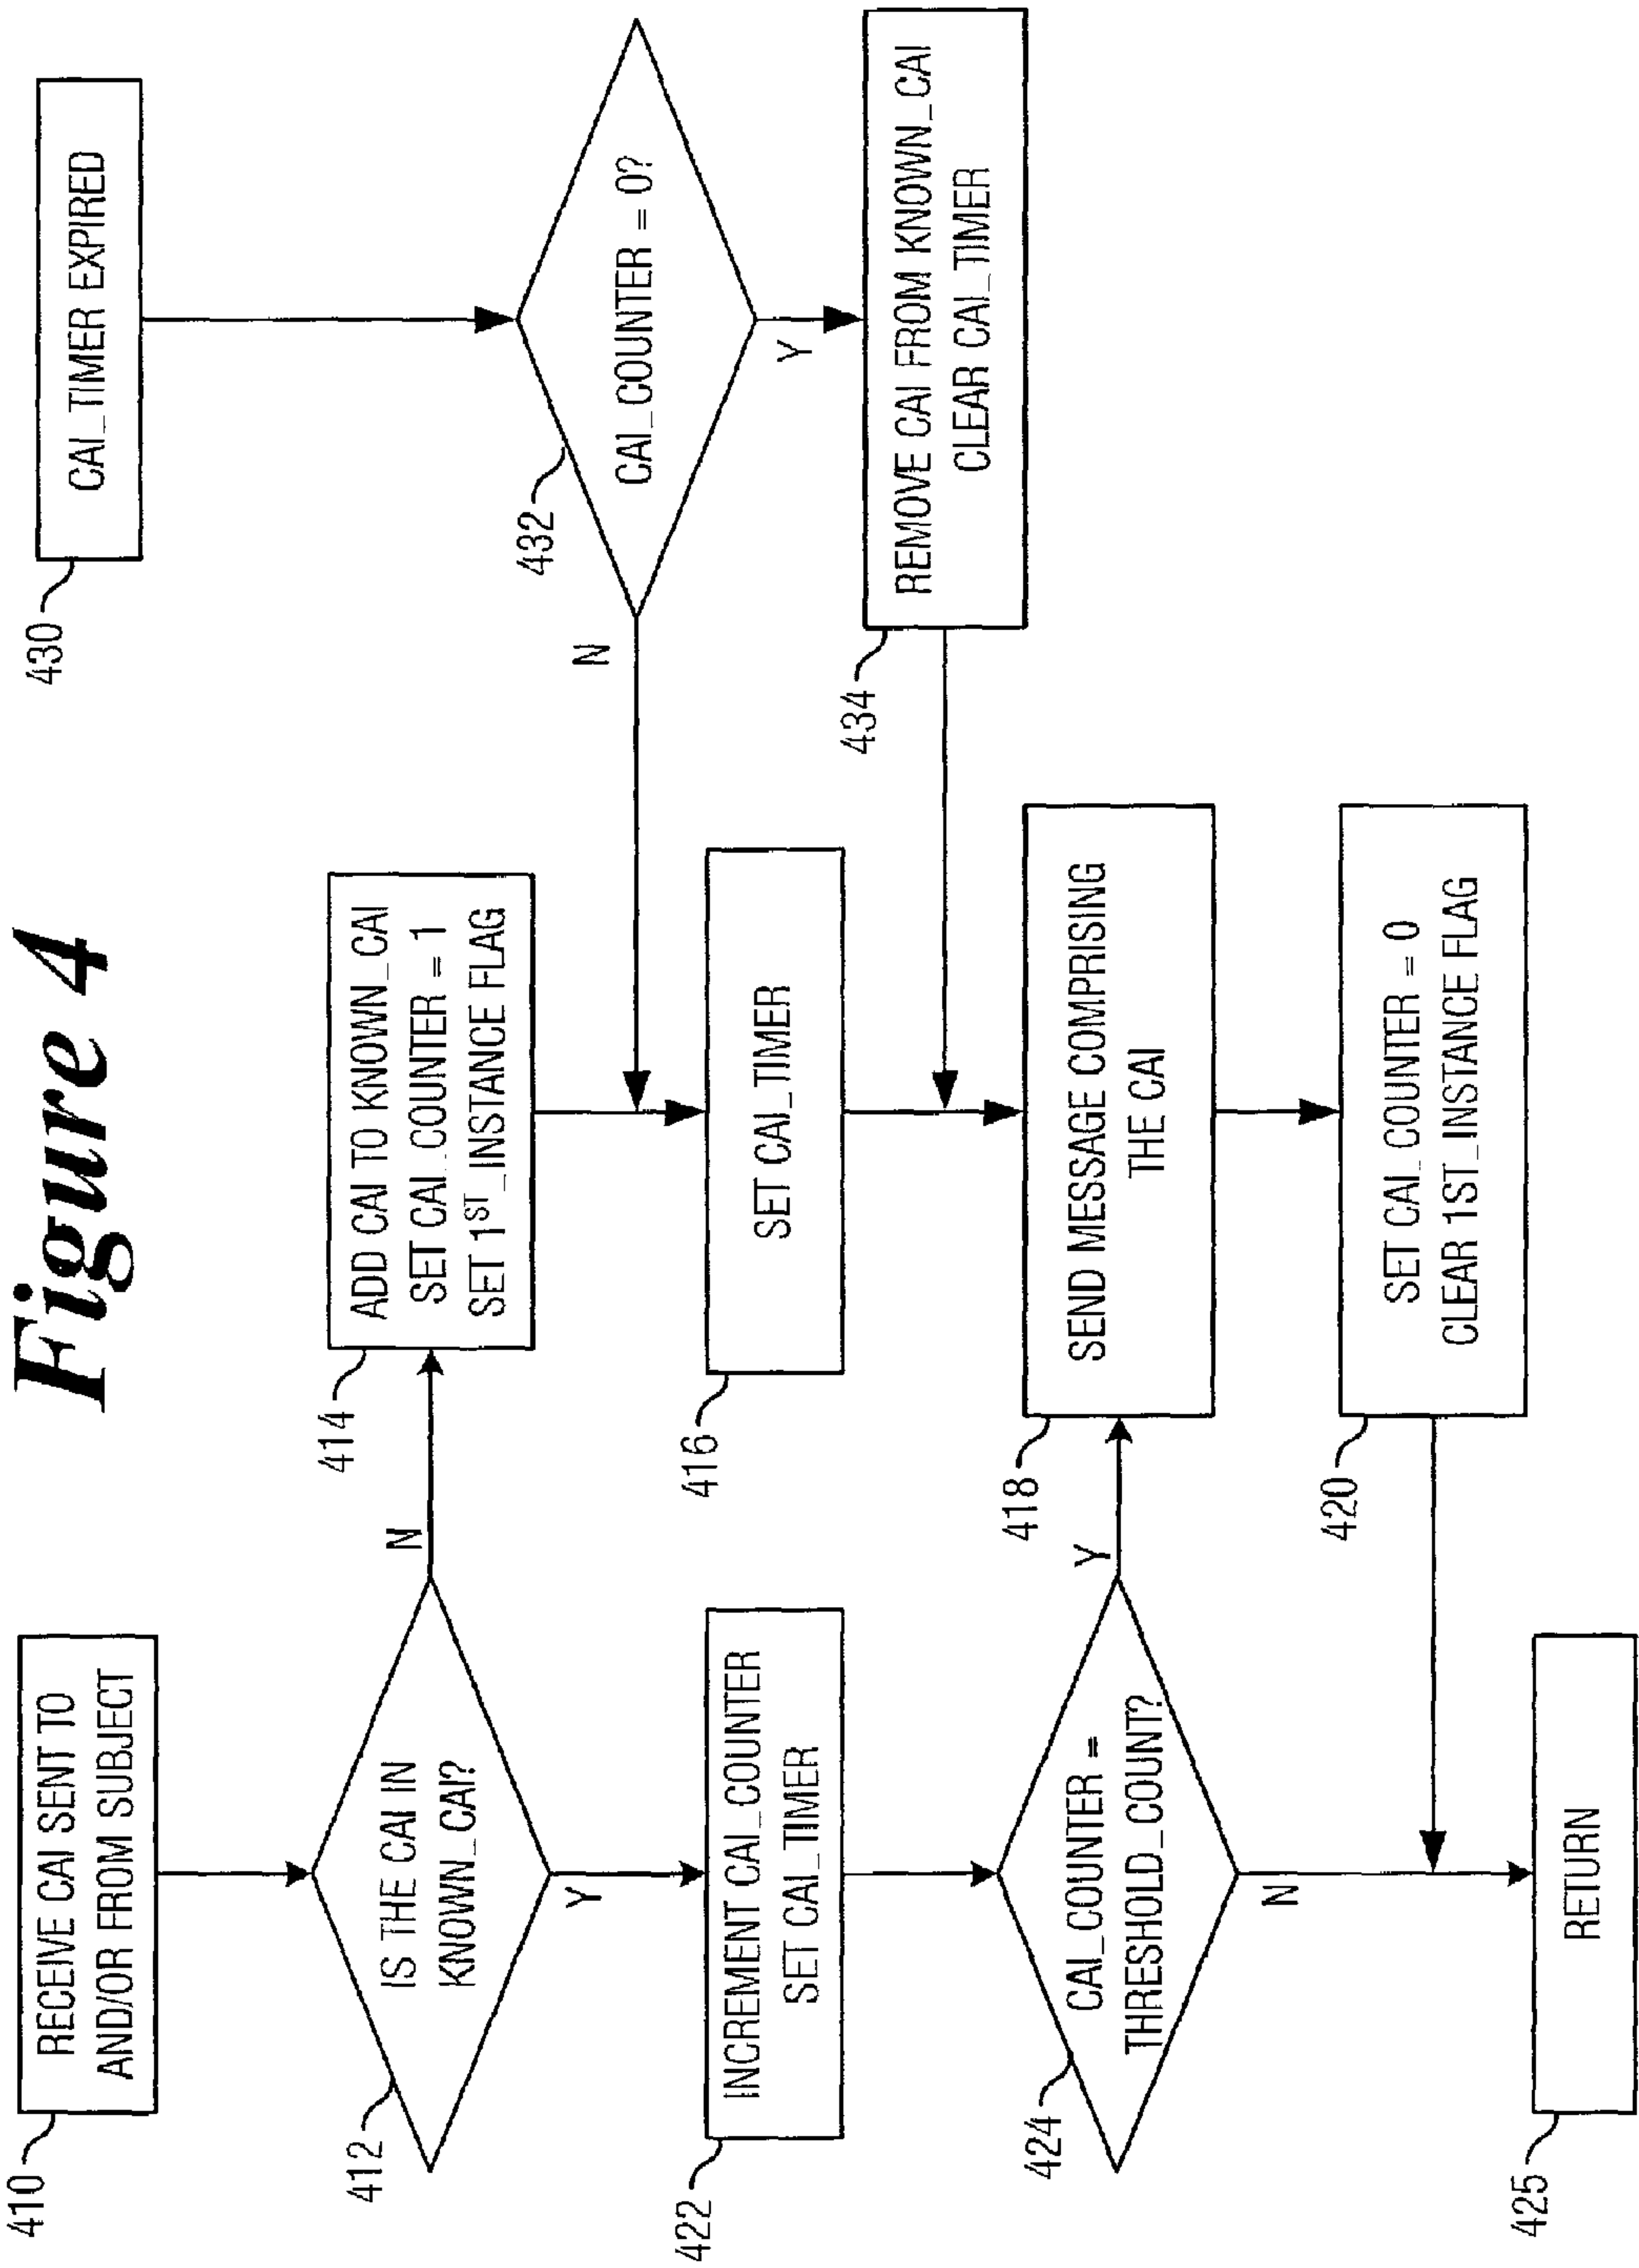 Figure 4
410
RECEIVE CAI SENT TO
AND/OR FROM SUBJECT
412
IS THE CAI IN
KNOWN_CAI?
N
Y
414
ADD CAI TO KNOWN_CAI
SET CAI_COUNTER = 1
SET 1ST_INSTANCE FLAG
416
SET CAI_TIMER
422
INCREMENT CAI_COUNTER
SET CAI_TIMER
424
CAI_COUNTER =
THRESHOLD_COUNT?
Y
N
418
SEND MESSAGE COMPRISING
THE CAI
420
SET CAI_COUNTER = 0
CLEAR 1ST_INSTANCE FLAG
425
RETURN
430
CAI_TIMER EXPIRED
432
CAI_COUNTER = 0?
N
Y
434
REMOVE CAI FROM KNOWN_CAI
CLEAR CAI_TIMER